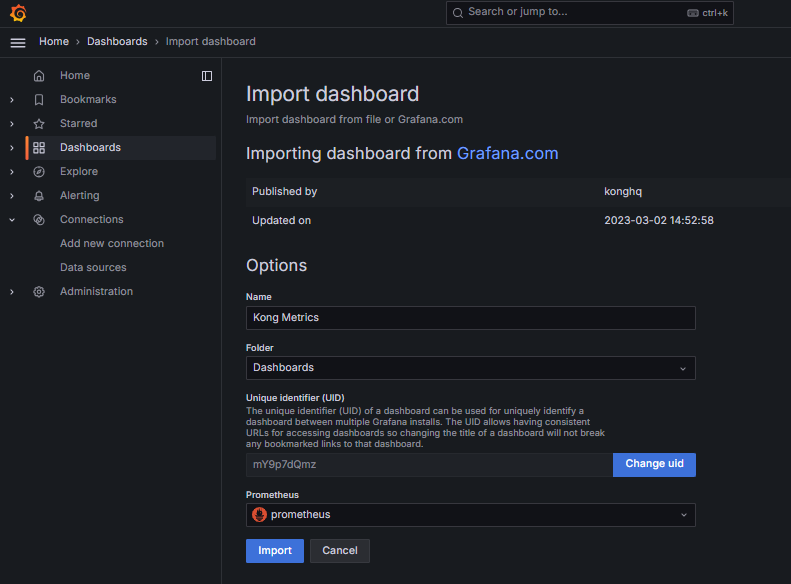 Search or jump to...
ctrl+k
Home › Dashboards › Import dashboard
Home
Bookmarks
Starred
Dashboards
Explore
Alerting
Connections
Add new connection
Data sources
Administration
Import dashboard
Import dashboard from file or Grafana.com
Importing dashboard from Grafana.com
Published by konghq
Updated on 2023-03-02 14:52:58
Options
Name
Kong Metrics
Folder
Dashboards
Unique identifier (UID)
The unique identifier (UID) of a dashboard can be used for uniquely identify a
dashboard between multiple Grafana installs. The UID allows having consistent
URLs for accessing dashboards so changing the title of a dashboard will not break
any bookmarked links to that dashboard.
mY9p7dQmz
Change uid
Prometheus
prometheus
Import
Cancel